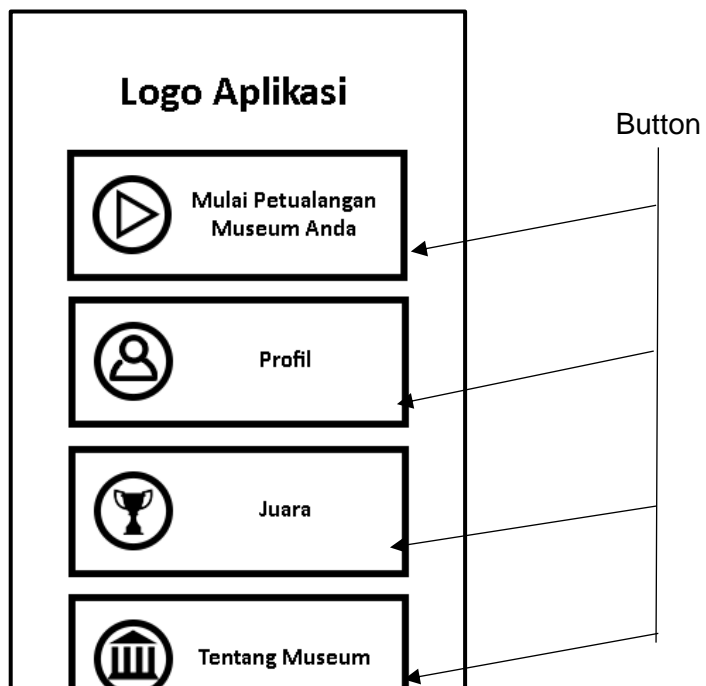 Logo Aplikasi
Button
Mulai Petualangan
Museum Anda
Profil
Juara
Tentang Museum